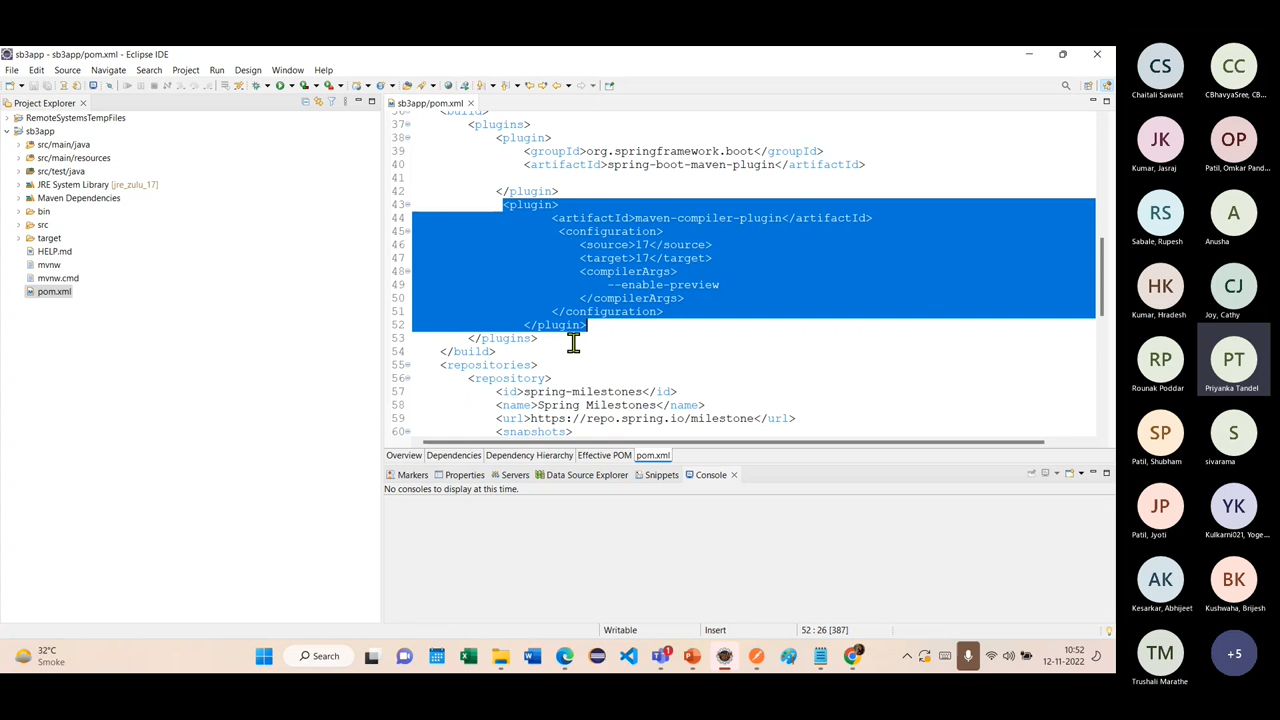 sb3app - sb3app/pom.xml - Eclipse IDE
File Edit Source Navigate Search Project Run Design Window Help
Project Explorer
RemoteSystemsTempFiles
sb3app
src/main/java
src/main/resources
src/test/java
JRE System Library [jre_zulu_17]
Maven Dependencies
bin
src
target
HELP.md
mvnw
mvnw.cmd
pom.xml
sb3app/pom.xml
36 <build>
37 <plugins>
38 <plugin>
39 <groupId>org.springframework.boot</groupId>
40 <artifactId>spring-boot-maven-plugin</artifactId>
41
42 </plugin>
43 <plugin>
44 <artifactId>maven-compiler-plugin</artifactId>
45 <configuration>
46 <source>17</source>
47 <target>17</target>
48 <compilerArgs>
49 --enable-preview
50 </compilerArgs>
51 </configuration>
52 </plugin>
53 </plugins>
54 </build>
55 <repositories>
56 <repository>
57 <id>spring-milestones</id>
58 <name>Spring Milestones</name>
59 <url>https://repo.spring.io/milestone</url>
60 <snapshots>
Overview Dependencies Dependency Hierarchy Effective POM pom.xml
Markers Properties Servers Data Source Explorer Snippets Console
No consoles to display at this time.
Writable Insert 52 : 26 [387]
32°C
Smoke
Search
1
10:52
12-11-2022
CS CC
Chaitali Sawant CBhavyaSree, CB...
JK OP
Kumar, Jasraj Patil, Omkar Pand...
RS A
Sabale, Rupesh Anusha
HK CJ
Kumar, Hradesh Joy, Cathy
RP PT
Rounak Poddar Priyanka Tandel
SP S
Patil, Shubham sivarama
JP YK
Patil, Jyoti Kulkarni021, Yoge...
AK BK
Kesarkar, Abhijeet Kushwaha, Brijesh
TM +5
Trushali Marathe